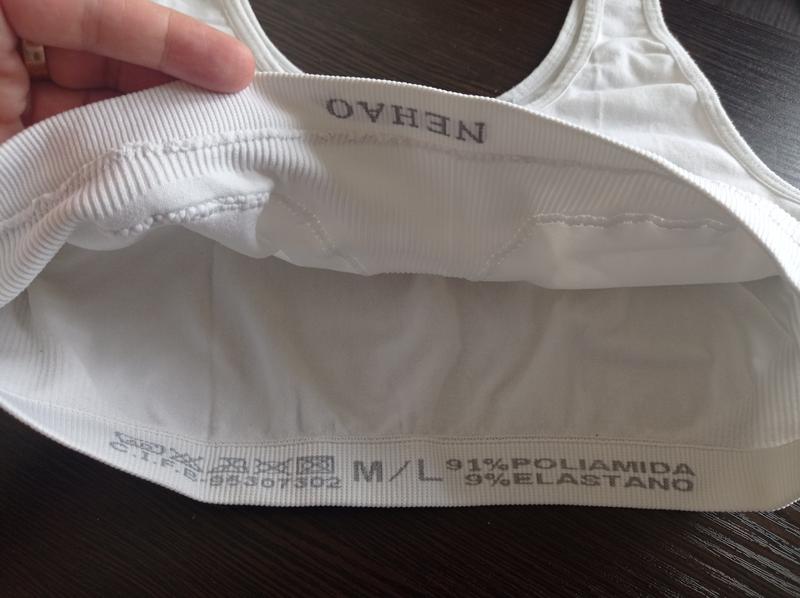 NEHAO
C.I.F.B.95307302
M/L
91%POLIAMIDA
9%ELASTANO